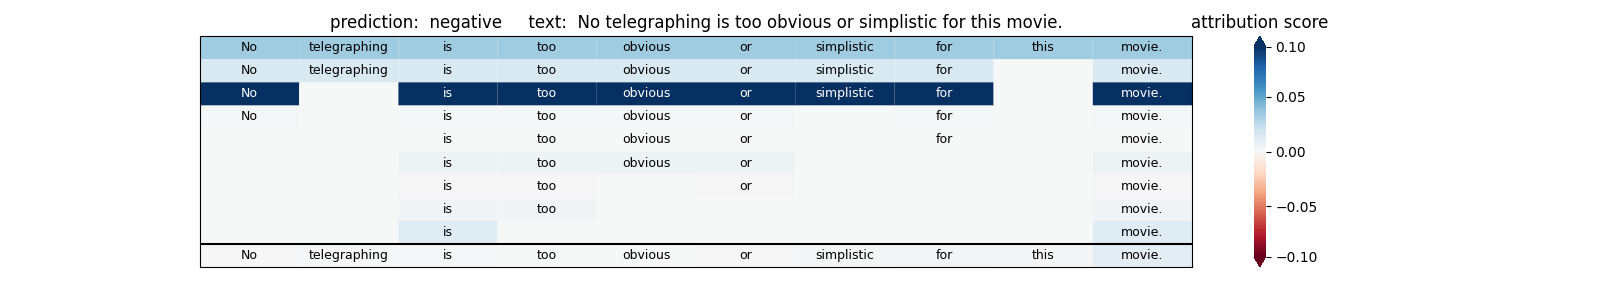 prediction:  negative     text:  No telegraphing is too obvious or simplistic for this movie.     attribution score
No telegraphing is too obvious or simplistic for this movie. 0.10
No telegraphing is too obvious or simplistic for movie.
No is too obvious or simplistic for movie. 0.05
No is too obvious or for movie.
is too obvious or for movie. 0.00
is too obvious or movie.
is too or movie.
is too movie. −0.05
is movie.
No telegraphing is too obvious or simplistic for this movie. −0.10